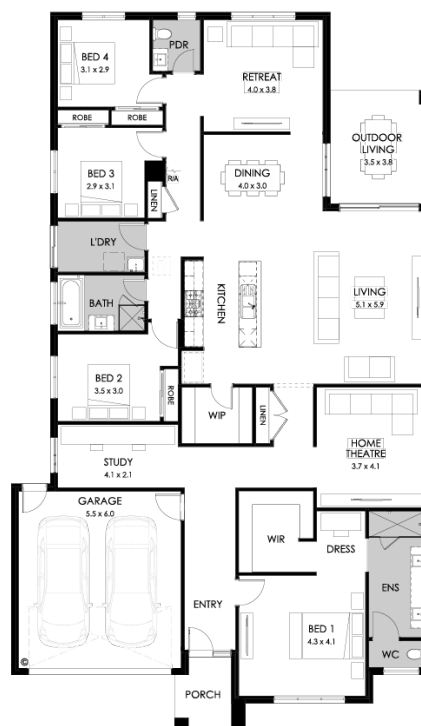 BED 4
3.1 x 2.9
PDR
RETREAT
4.0 x 3.8
ROBE
ROBE
OUTDOOR
LIVING
3.5 x 3.8
BED 3
2.9 x 3.1
LINEN
R/A
DINING
4.0 x 3.0
L'DRY
BATH
KITCHEN
LIVING
5.1 x 5.9
BED 2
3.5 x 3.0
ROBE
WIP
LINEN
HOME
THEATRE
3.7 x 4.1
STUDY
4.1 x 2.1
GARAGE
5.5 x 6.0
WIR
DRESS
ENS
ENTRY
BED 1
4.3 x 4.1
WC
PORCH
©